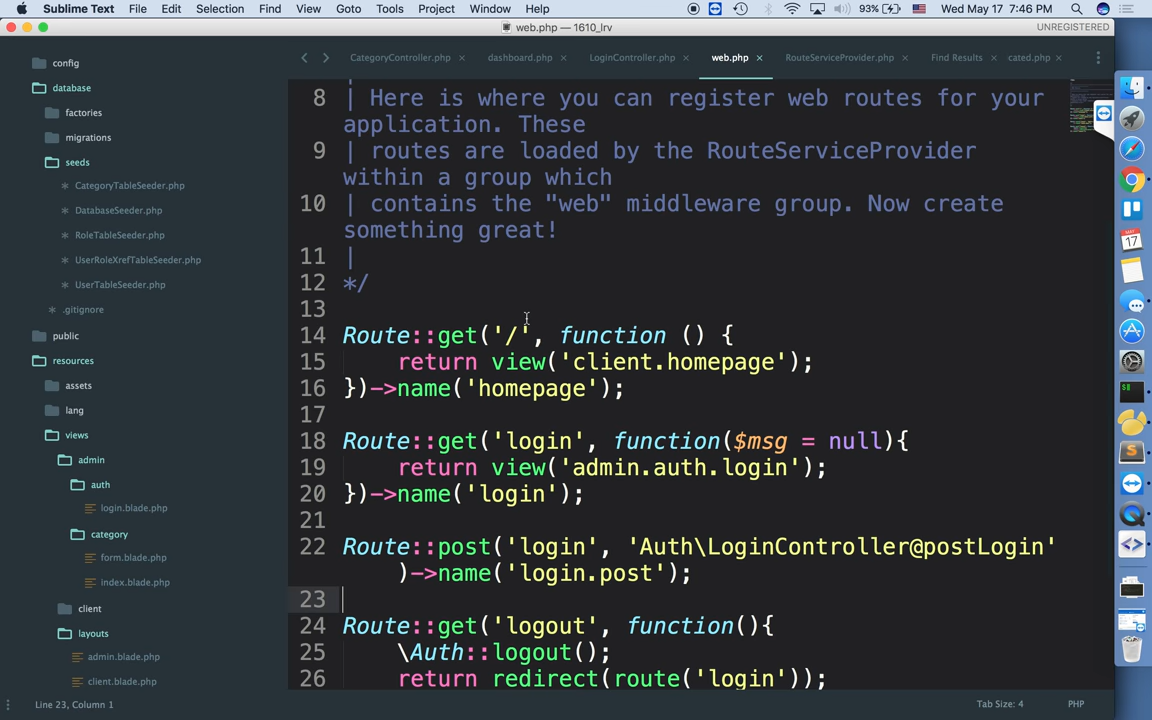 Sublime Text File Edit Selection Find View Goto Tools Project Window Help 93% Wed May 17 7:46 PM
web.php — 1610_lrv UNREGISTERED
CategoryController.php × dashboard.php × LoginController.php × web.php × RouteServiceProvider.php × Find Results × cated.php ×
config
database
factories
migrations
seeds
CategoryTableSeeder.php
DatabaseSeeder.php
RoleTableSeeder.php
UserRoleXrefTableSeeder.php
UserTableSeeder.php
.gitignore
public
resources
assets
lang
views
admin
auth
login.blade.php
category
form.blade.php
index.blade.php
client
layouts
admin.blade.php
client.blade.php
8 | Here is where you can register web routes for your
application. These
9 | routes are loaded by the RouteServiceProvider
within a group which
10 | contains the "web" middleware group. Now create
something great!
11 |
12 */
13
14 Route::get('/', function () {
15 return view('client.homepage');
16 })->name('homepage');
17
18 Route::get('login', function($msg = null){
19 return view('admin.auth.login');
20 })->name('login');
21
22 Route::post('login', 'Auth\LoginController@postLogin'
)->name('login.post');
23
24 Route::get('logout', function(){
25 \Auth::logout();
26 return redirect(route('login'));
17
Line 23, Column 1 Tab Size: 4 PHP